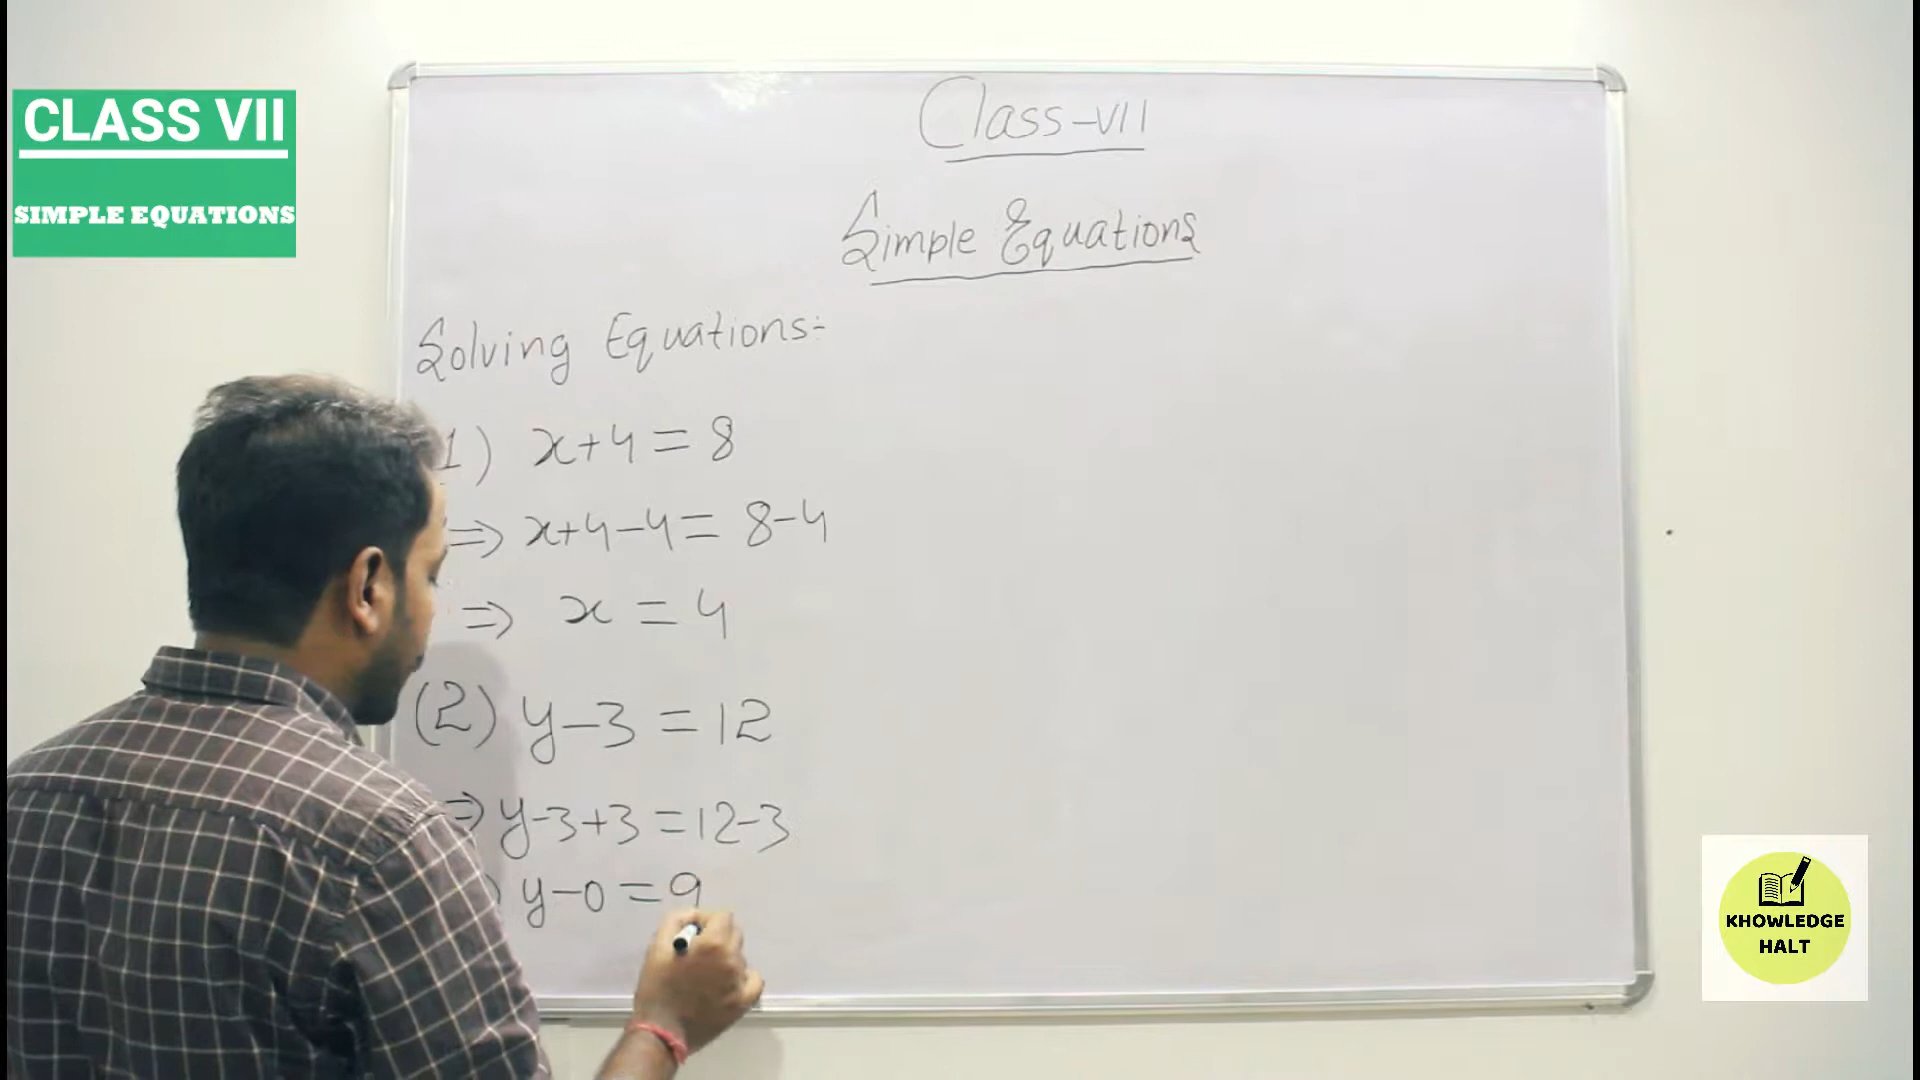 CLASS VII
SIMPLE EQUATIONS
Class-VII
Simple Equations
Solving Equations:-
1) x+4=8
⇒ x+4-4= 8-4
⇒ x = 4
(2) y-3=12
⇒ y-3+3=12-3
y-0=9
KHOWLEDGE
HALT